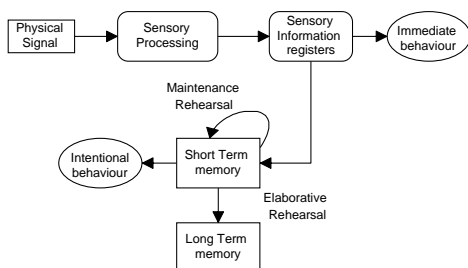 Physical
Signal
Sensory
Processing
Sensory
Information
registers
Immediate
behaviour
Maintenance
Rehearsal
Intentional
behaviour
Short Term
memory
Elaborative
Rehearsal
Long Term
memory